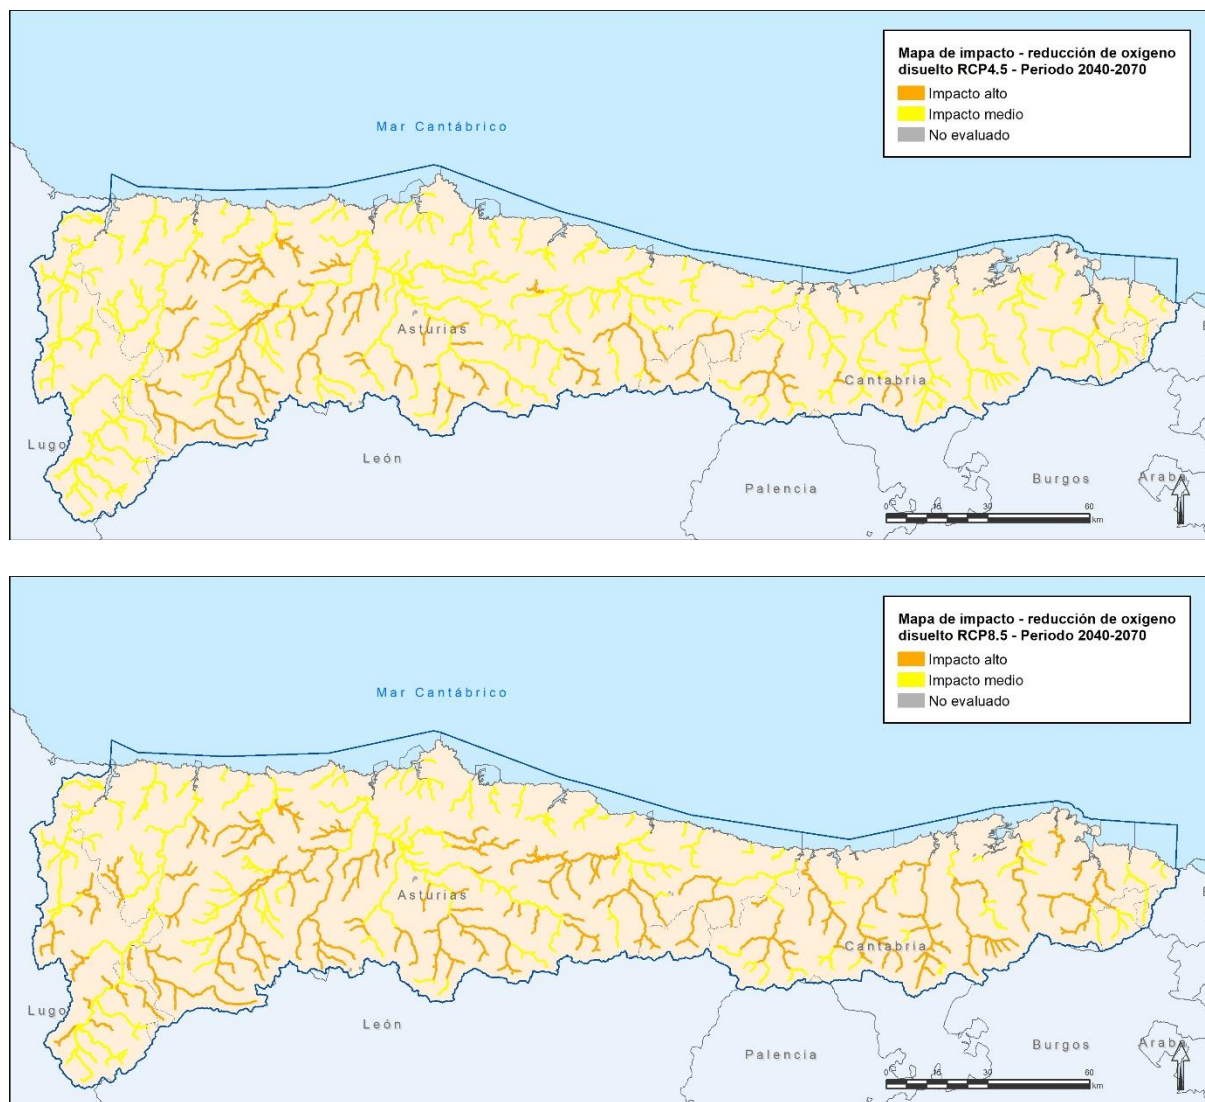 Mapa de impacto - reducción de oxígeno
disuelto RCP4.5 - Periodo 2040-2070
Impacto alto
Impacto medio
No evaluado
Mar Cantábrico
Asturias
Cantabria
Lugo
León
Palencia
Burgos
Araba
0 15 30 60
km
Mapa de impacto - reducción de oxígeno
disuelto RCP8.5 - Periodo 2040-2070
Impacto alto
Impacto medio
No evaluado
Mar Cantábrico
Asturias
Cantabria
Lugo
León
Palencia
Burgos
Araba
0 15 30 60
km